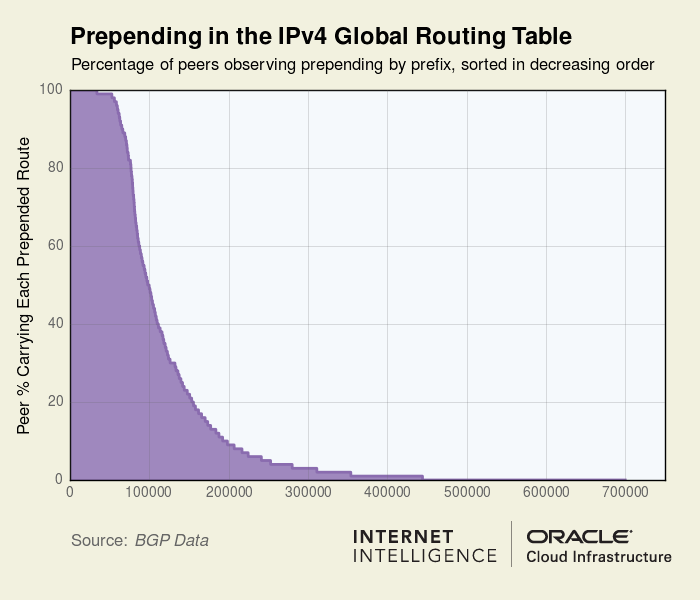 Prepending in the IPv4 Global Routing Table
Percentage of peers observing prepending by prefix, sorted in decreasing order
Peer % Carrying Each Prepended Route
100
80
60
40
20
0
0 100000 200000 300000 400000 500000 600000 700000
Source: BGP Data
INTERNET
INTELLIGENCE
ORACLE
Cloud Infrastructure